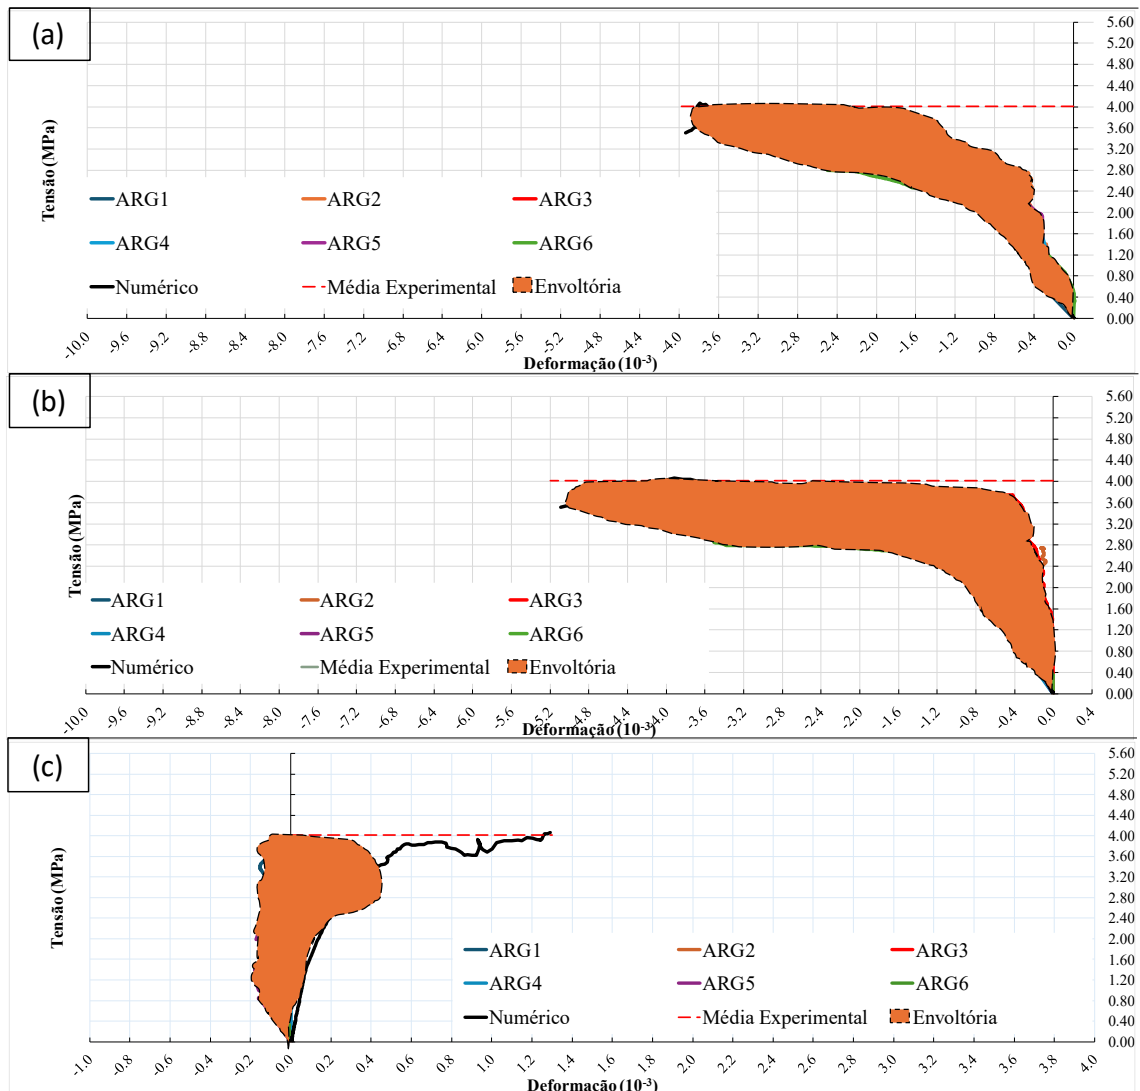 (a)
5.60
5.20
4.80
4.40
4.00
3.60
3.20
2.80
2.40
2.00
1.60
1.20
0.80
0.40
0.00
Tensão (MPa)
ARG1 ARG2 ARG3
ARG4 ARG5 ARG6
Numérico Média Experimental Envoltória
-10.0 -9.6 -9.2 -8.8 -8.4 -8.0 -7.6 -7.2 -6.8 -6.4 -6.0 -5.6 -5.2 -4.8 -4.4 -4.0 -3.6 -3.2 -2.8 -2.4 -2.0 -1.6 -1.2 -0.8 -0.4 0.0
Deformação (10⁻³)
(b)
5.60
5.20
4.80
4.40
4.00
3.60
3.20
2.80
2.40
2.00
1.60
1.20
0.80
0.40
0.00
Tensão (MPa)
ARG1 ARG2 ARG3
ARG4 ARG5 ARG6
Numérico Média Experimental Envoltória
-10.0 -9.6 -9.2 -8.8 -8.4 -8.0 -7.6 -7.2 -6.8 -6.4 -6.0 -5.6 -5.2 -4.8 -4.4 -4.0 -3.6 -3.2 -2.8 -2.4 -2.0 -1.6 -1.2 -0.8 -0.4 0.0 0.4
Deformação (10⁻³)
(c)
5.60
5.20
4.80
4.40
4.00
3.60
3.20
2.80
2.40
2.00
1.60
1.20
0.80
0.40
0.00
Tensão (MPa)
ARG1 ARG2 ARG3
ARG4 ARG5 ARG6
Numérico Média Experimental Envoltória
-1.0 -0.8 -0.6 -0.4 -0.2 0.0 0.2 0.4 0.6 0.8 1.0 1.2 1.4 1.6 1.8 2.0 2.2 2.4 2.6 2.8 3.0 3.2 3.4 3.6 3.8 4.0
Deformação (10⁻³)